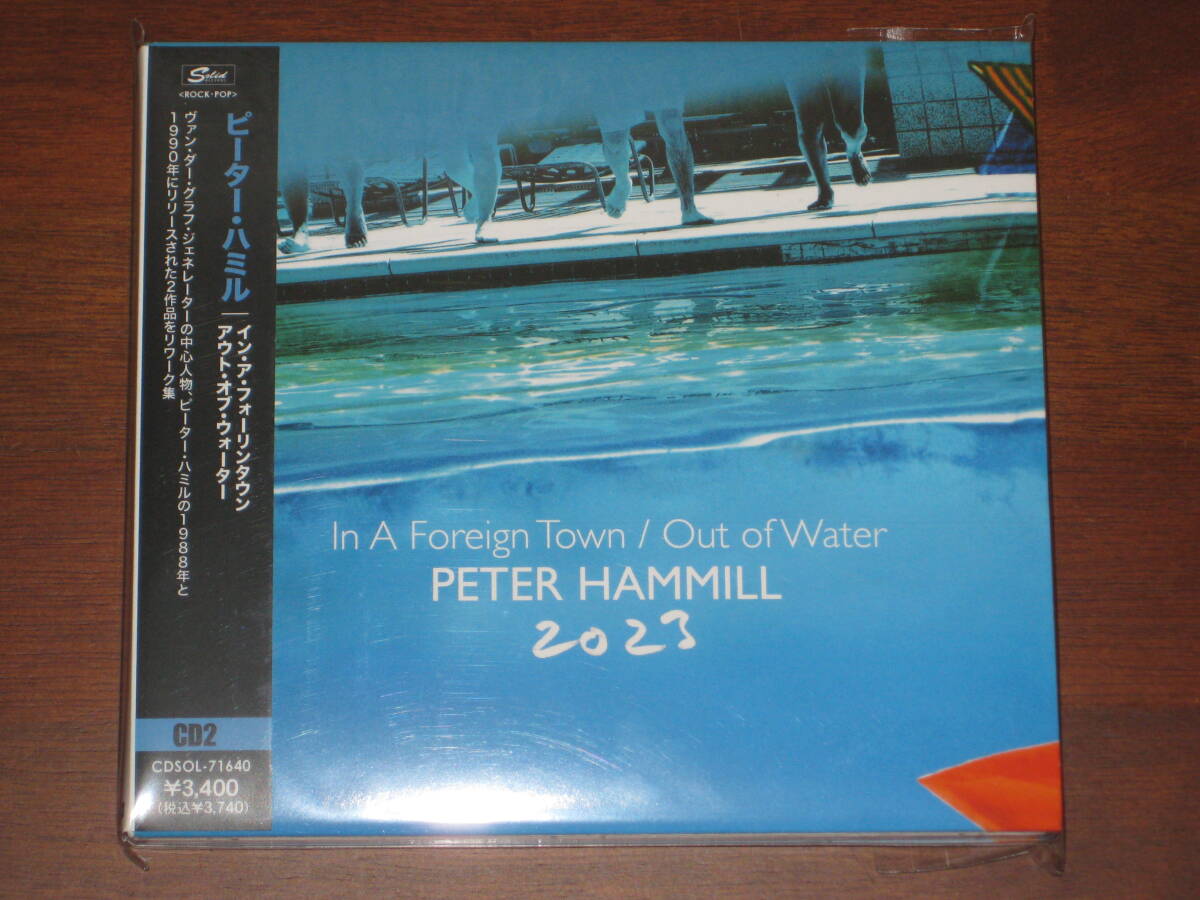 Solid
<ROCK・POP>
ピーター・ハミル
イン・ア・フォーリンタウン
アウト・オブ・ウォーター
ヴァン・ダー・グラフ・ジェネレーターの中心人物、ピーター・ハミルの1988年と
1990年にリリースされた2作品をリワーク集
CD2
CDSOL-71640
¥3,400
(税込¥3,740)
In A Foreign Town / Out of Water
PETER HAMMILL
2023